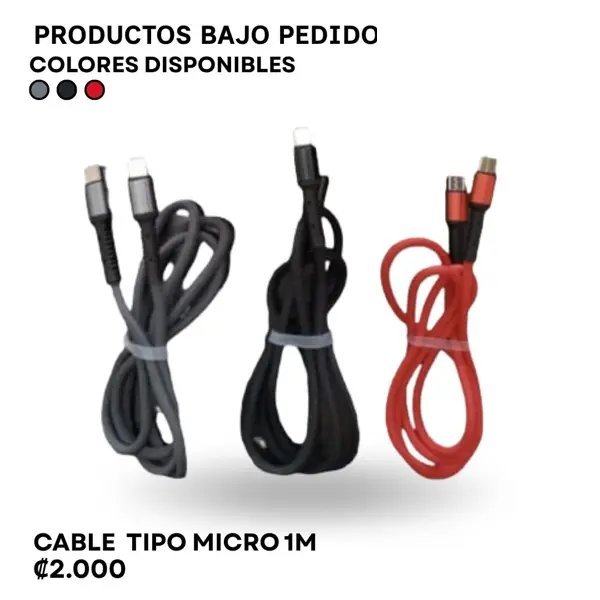 PRODUCTOS BAJO PEDIDO
COLORES DISPONIBLES
CABLE TIPO MICRO 1M
₡2.000